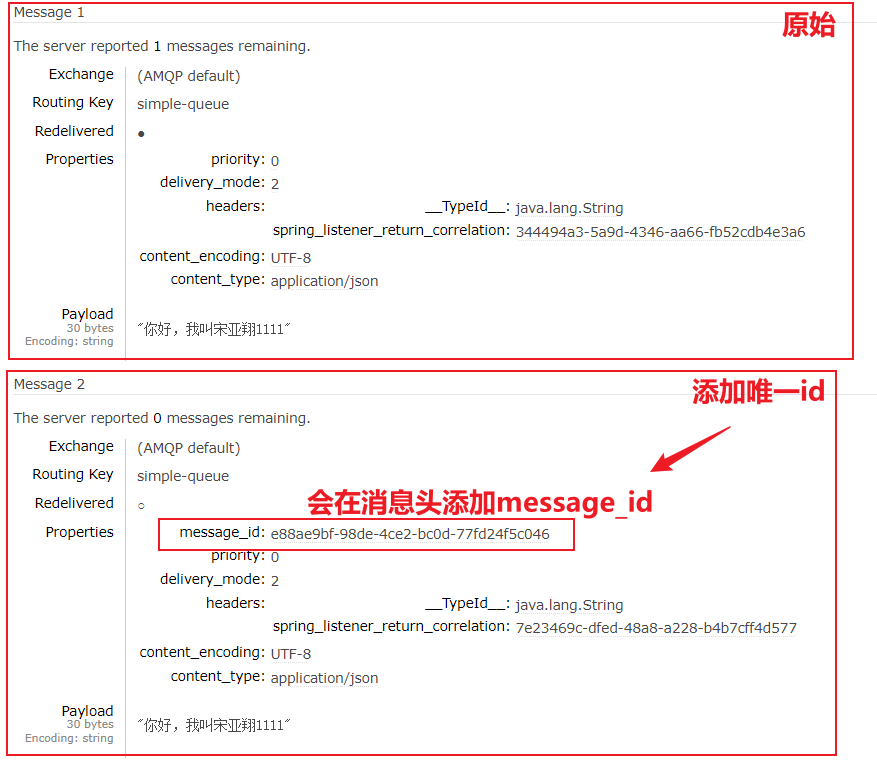 Message 1
原始
The server reported 1 messages remaining.
Exchange (AMQP default)
Routing Key simple-queue
Redelivered ●
Properties priority: 0
delivery_mode: 2
headers: __TypeId__: java.lang.String
spring_listener_return_correlation: 344494a3-5a9d-4346-aa66-fb52cdb4e3a6
content_encoding: UTF-8
content_type: application/json
Payload
30 bytes
Encoding: string
"你好，我叫宋亚翔1111"
Message 2
添加唯一id
The server reported 0 messages remaining.
Exchange (AMQP default)
Routing Key simple-queue
会在消息头添加message_id
Redelivered ○
Properties message_id: e88ae9bf-98de-4ce2-bc0d-77fd24f5c046
priority: 0
delivery_mode: 2
headers: __TypeId__: java.lang.String
spring_listener_return_correlation: 7e23469c-dfed-48a8-a228-b4b7cff4d577
content_encoding: UTF-8
content_type: application/json
Payload
30 bytes
Encoding: string
"你好，我叫宋亚翔1111"